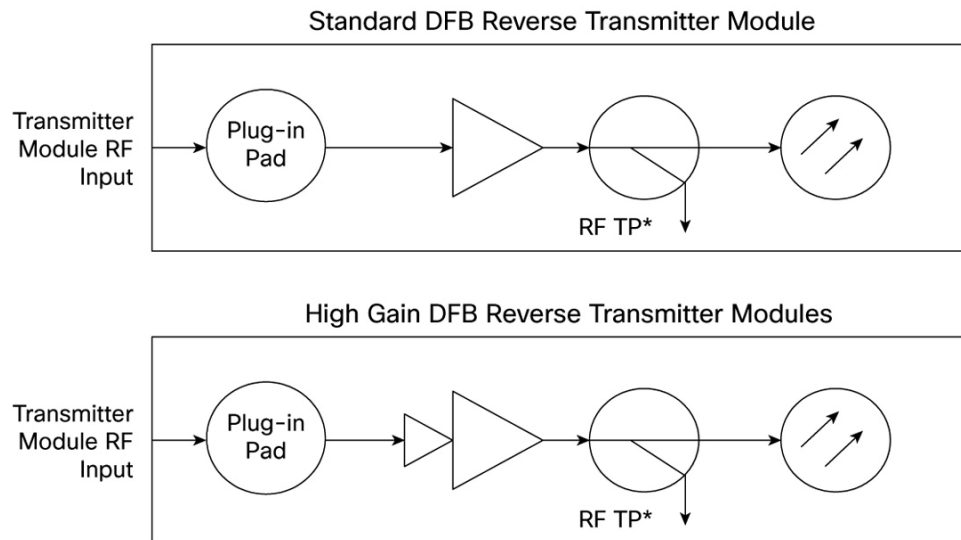 Standard DFB Reverse Transmitter Module
Transmitter
Module RF
Input
Plug-in
Pad
RF TP*
High Gain DFB Reverse Transmitter Modules
Transmitter
Module RF
Input
Plug-in
Pad
RF TP*